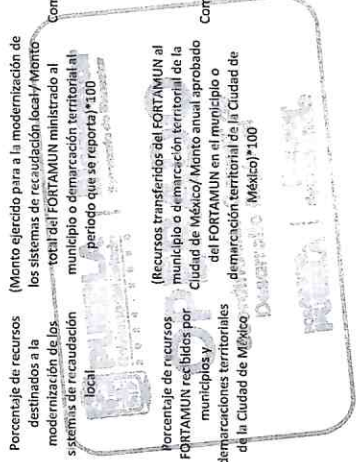 Porcentaje de recursos
destinados a la
modernización de los
sistemas de recaudación
local
(Monto ejercido para a la modernización de
los sistemas de recaudación local / Monto
total del FORTAMUN ministrado al
municipio o demarcación territorial al
periodo que se reporta)*100
Com
Porcentaje de recursos
FORTAMUN recibidos por
municipios y
demarcaciones territoriales
de la Ciudad de México
(Recursos transferidos del FORTAMUN al
municipio o demarcación territorial de la
Ciudad de México/ Monto anual aprobado
del FORTAMUN en el municipio o
demarcación territorial de la Ciudad de
México)*100
Com
PUEBLA